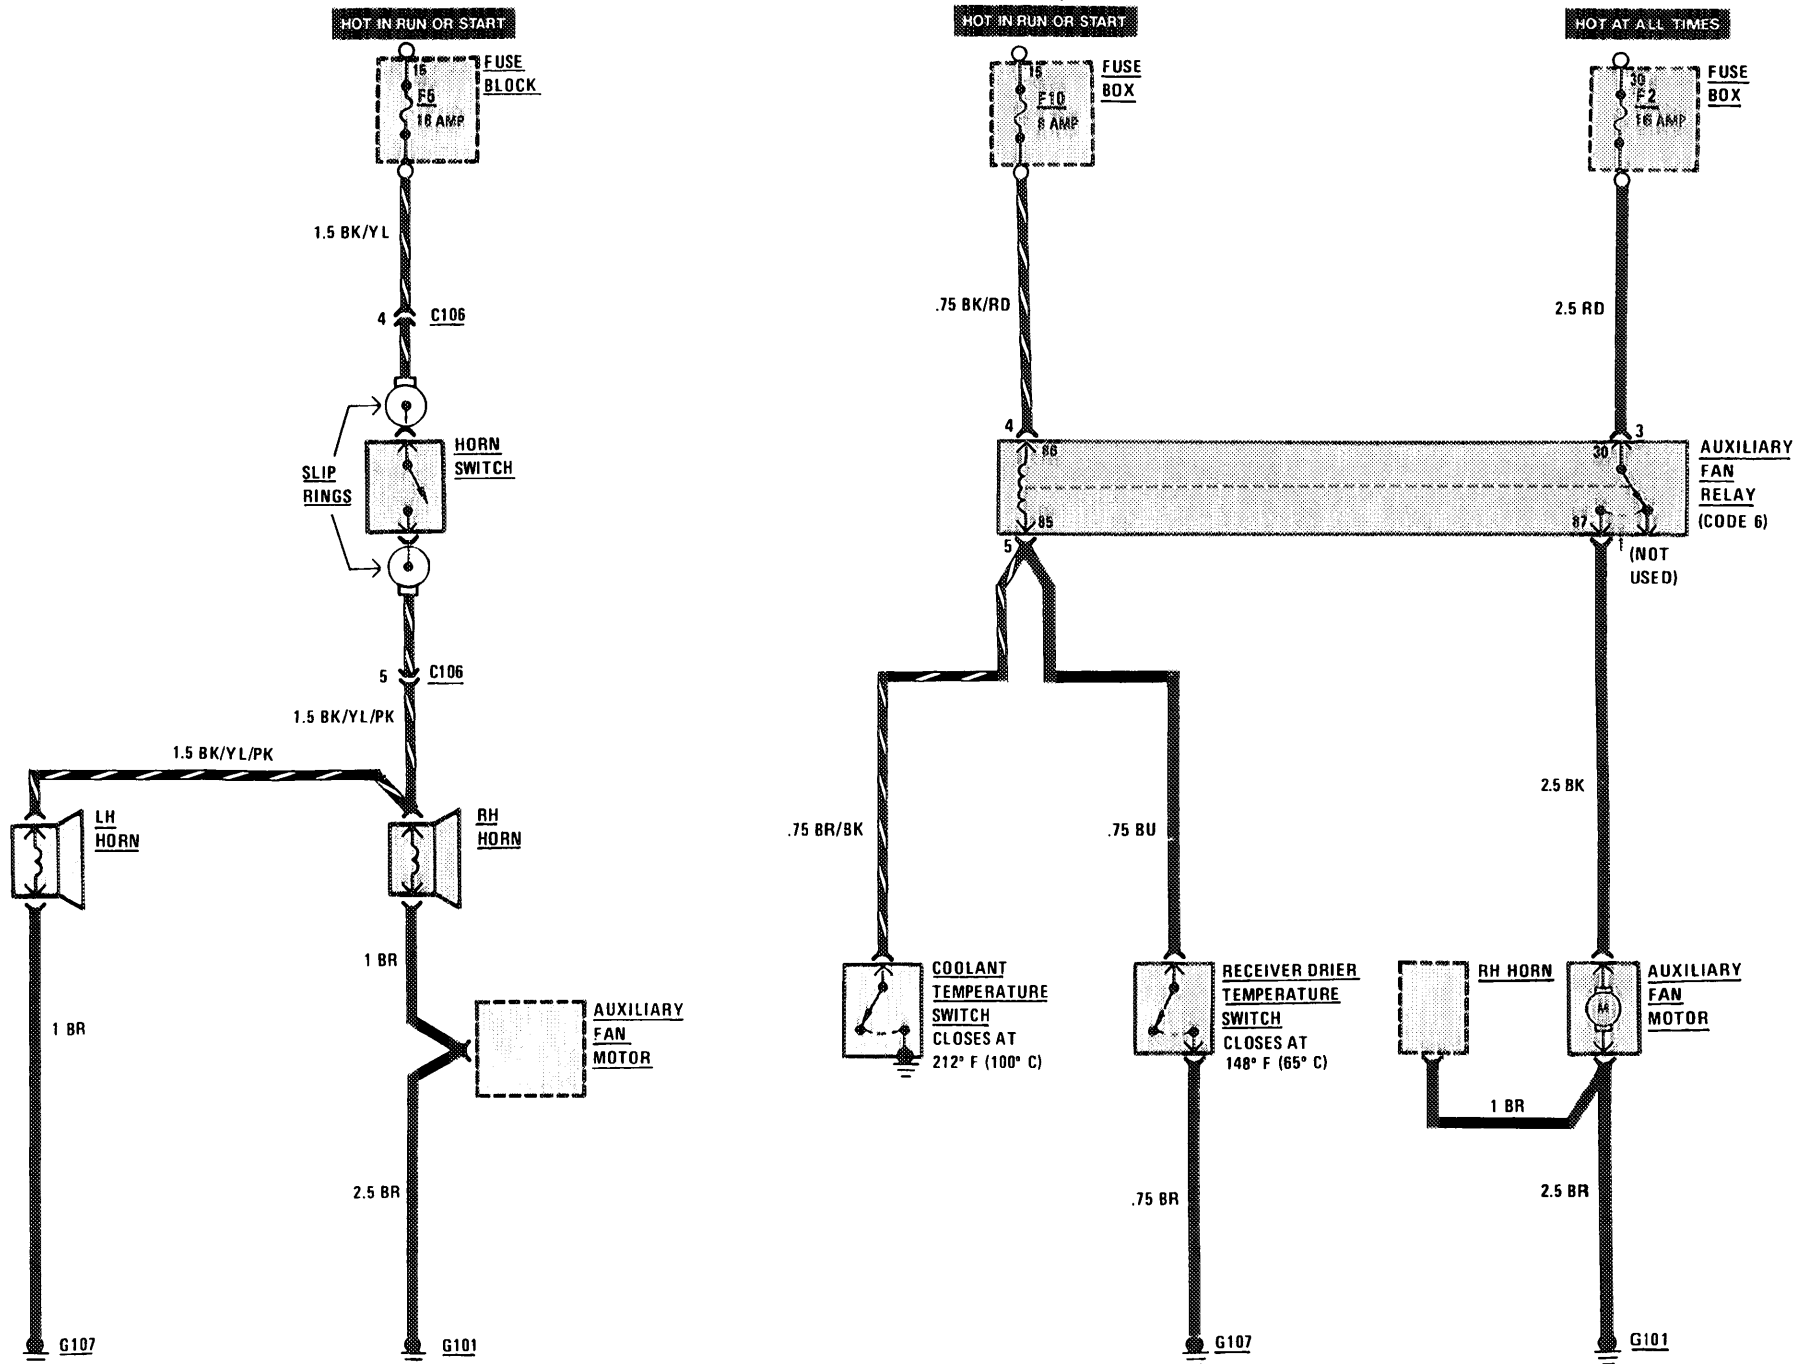 HOT IN RUN OR START
15
F5
16 AMP
FUSE
BLOCK
1.5 BK/YL
4
C106
SLIP
RINGS
HORN
SWITCH
5
C106
1.5 BK/YL/PK
1.5 BK/YL/PK
LH
HORN
RH
HORN
1 BR
1 BR
AUXILIARY
FAN
MOTOR
2.5 BR
G107
G101
HOT IN RUN OR START
15
F10
8 AMP
FUSE
BOX
.75 BK/RD
4
86
85
5
HOT AT ALL TIMES
30
F2
16 AMP
FUSE
BOX
2.5 RD
3
30
87
AUXILIARY
FAN
RELAY
(CODE 6)
(NOT
USED)
.75 BR/BK
.75 BU
2.5 BK
COOLANT
TEMPERATURE
SWITCH
CLOSES AT
212° F (100° C)
RECEIVER DRIER
TEMPERATURE
SWITCH
CLOSES AT
148° F (65° C)
RH HORN
M
AUXILIARY
FAN
MOTOR
1 BR
.75 BR
2.5 BR
G107
G101